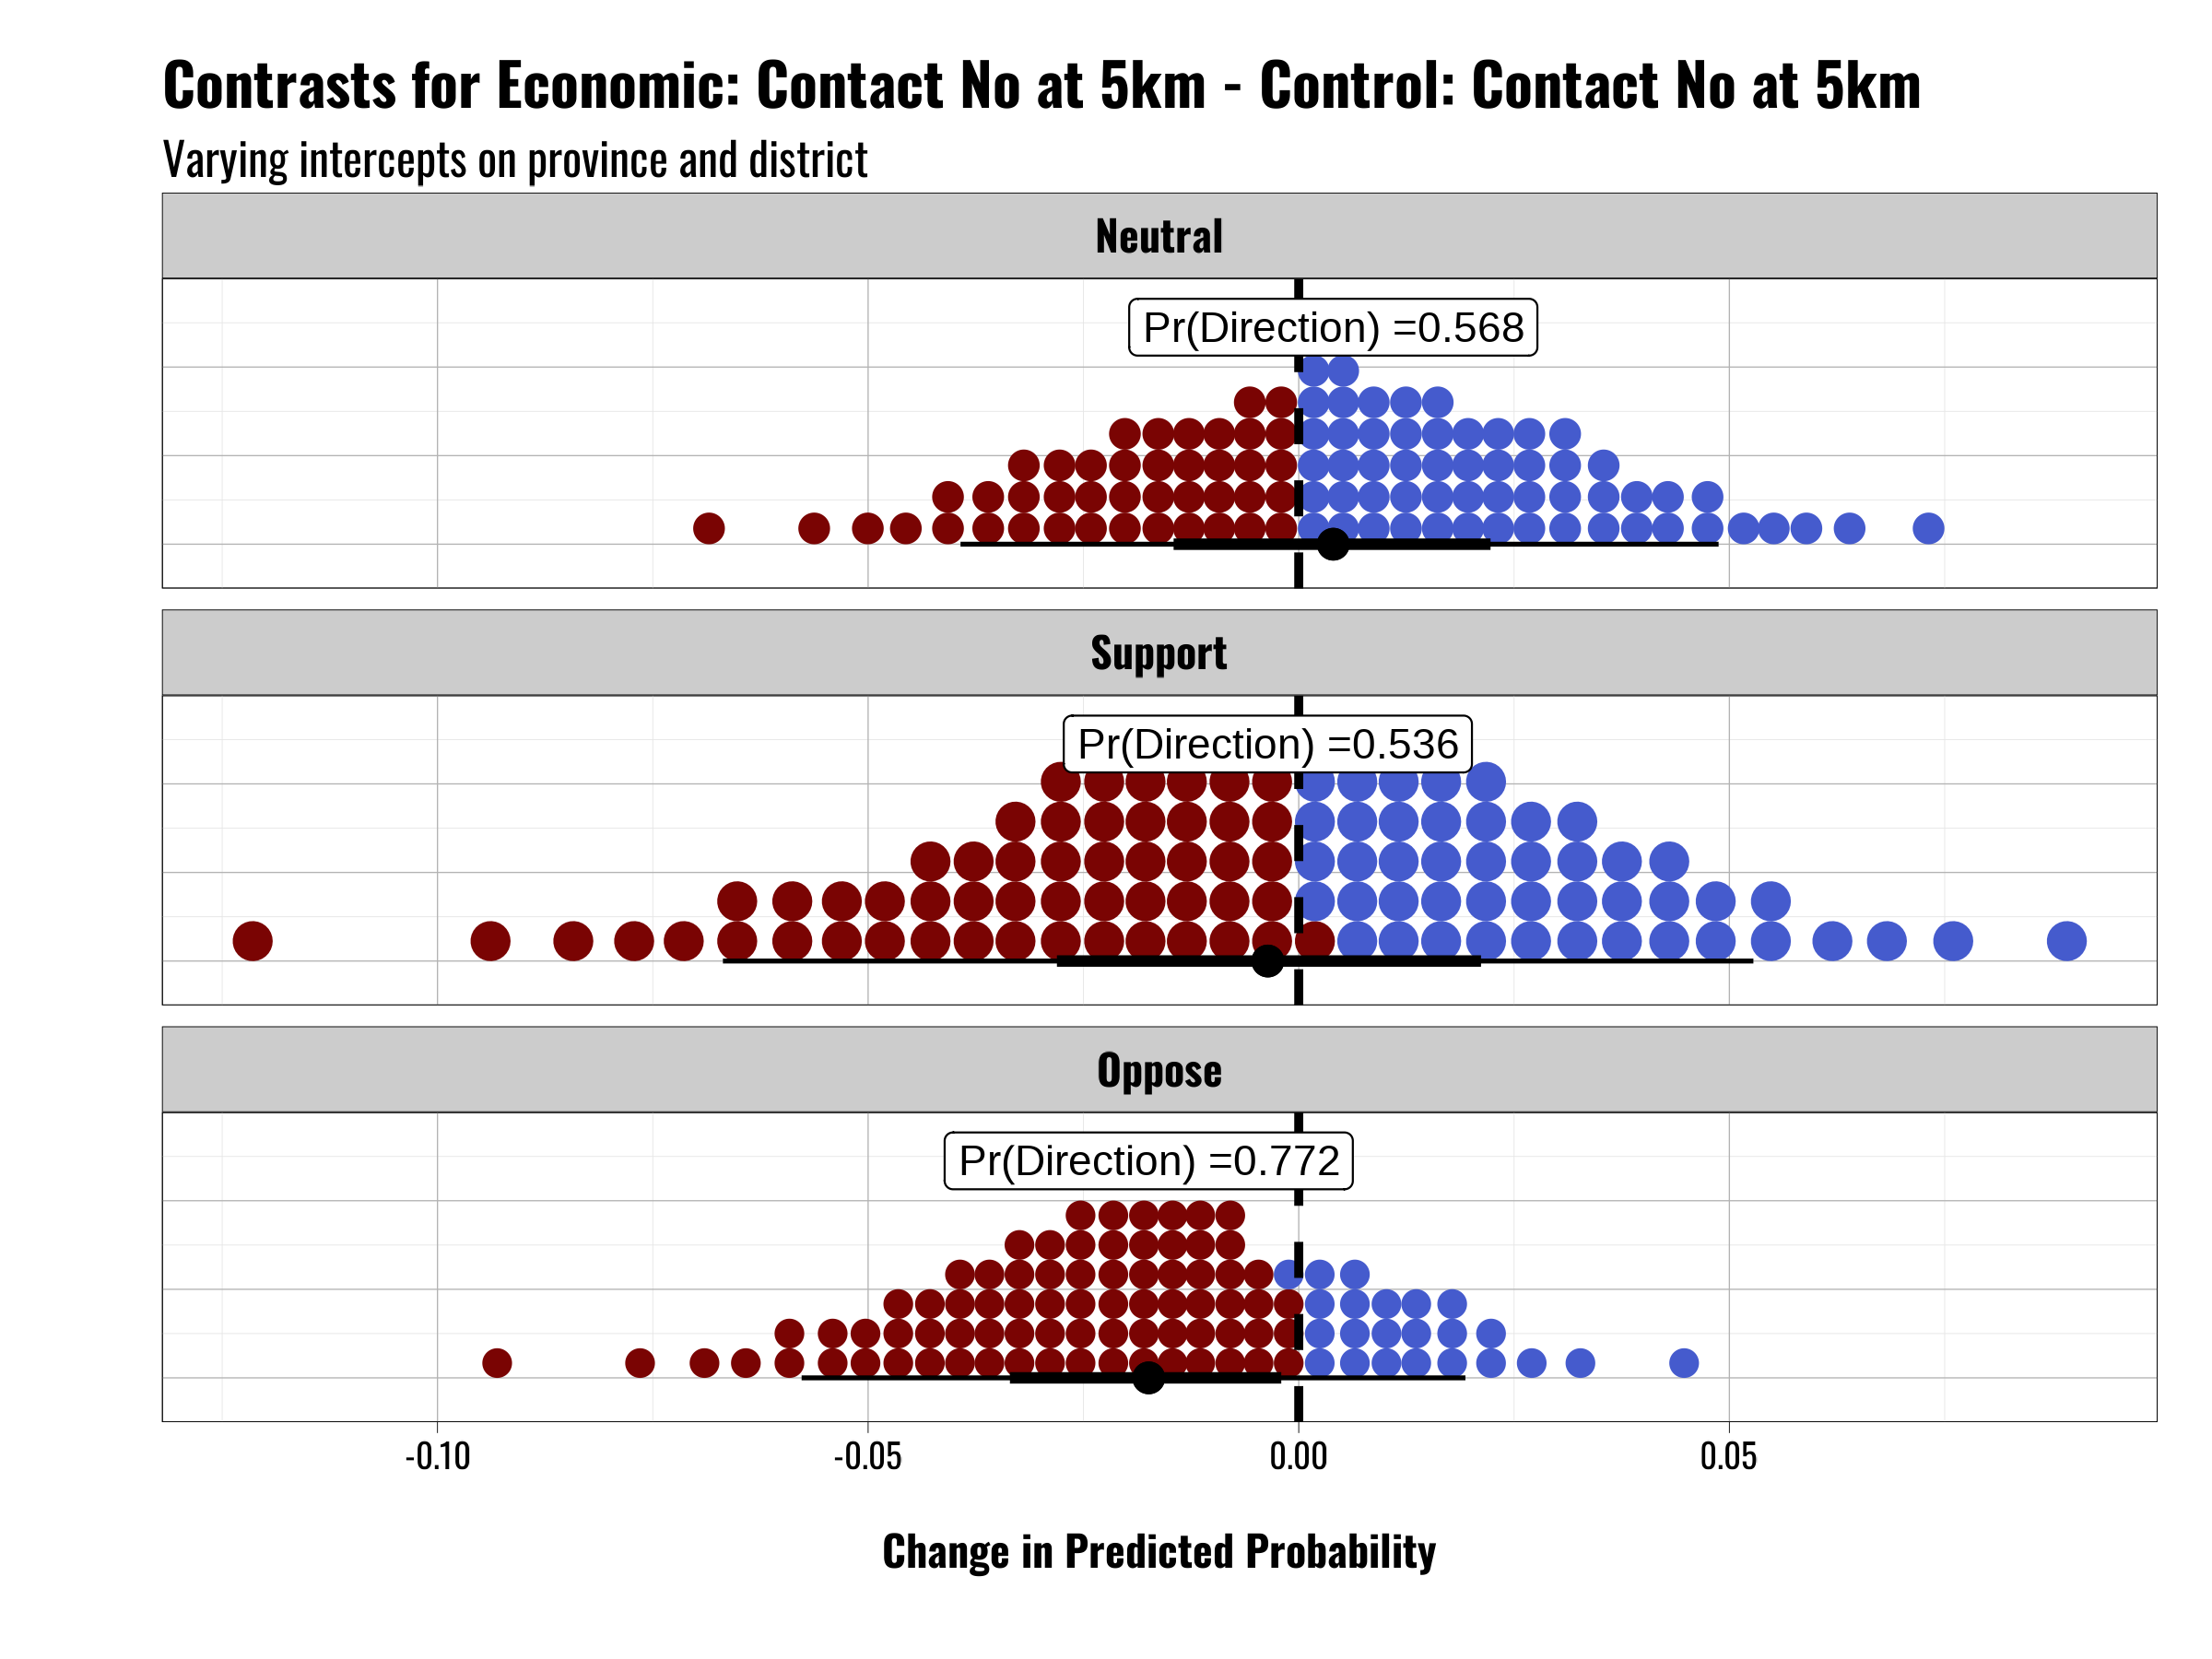 Contrasts for Economic: Contact No at 5km - Control: Contact No at 5km
Varying intercepts on province and district
Neutral
Pr(Direction) =0.568
Support
Pr(Direction) =0.536
Oppose
Pr(Direction) =0.772
-0.10 -0.05 0.00 0.05
Change in Predicted Probability